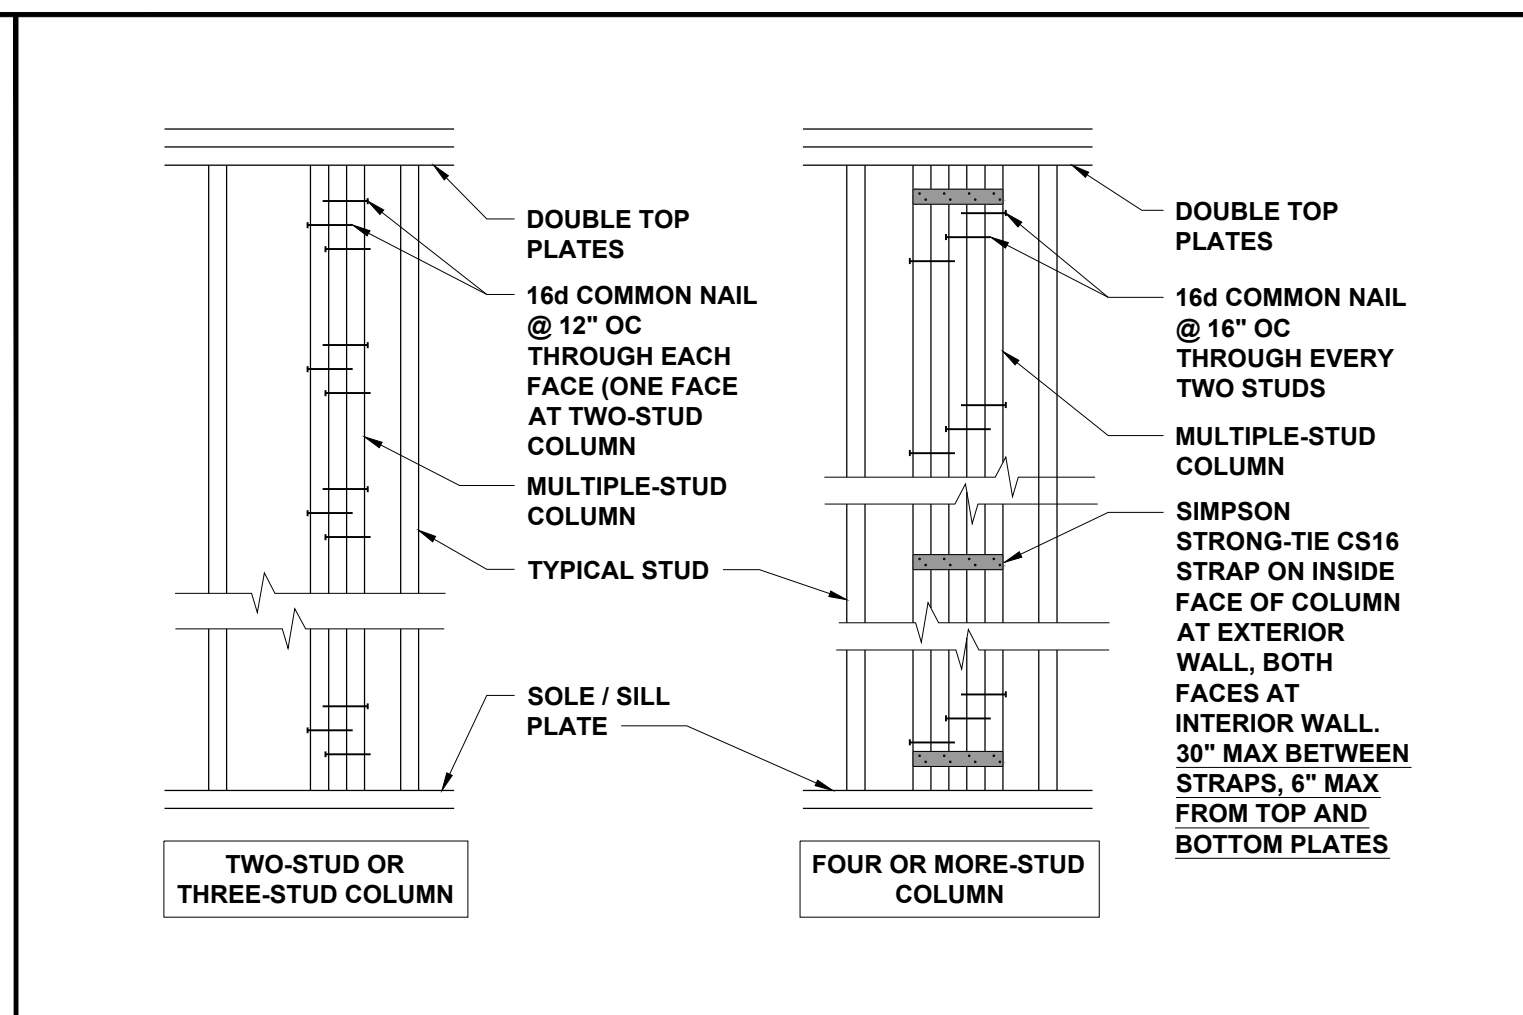 DOUBLE TOP
PLATES
16d COMMON NAIL
@ 12" OC
THROUGH EACH
FACE (ONE FACE
AT TWO-STUD
COLUMN
MULTIPLE-STUD
COLUMN
TYPICAL STUD
SOLE / SILL
PLATE
TWO-STUD OR
THREE-STUD COLUMN
DOUBLE TOP
PLATES
16d COMMON NAIL
@ 16" OC
THROUGH EVERY
TWO STUDS
MULTIPLE-STUD
COLUMN
SIMPSON
STRONG-TIE CS16
STRAP ON INSIDE
FACE OF COLUMN
AT EXTERIOR
WALL, BOTH
FACES AT
INTERIOR WALL.
30" MAX BETWEEN
STRAPS, 6" MAX
FROM TOP AND
BOTTOM PLATES
FOUR OR MORE-STUD
COLUMN